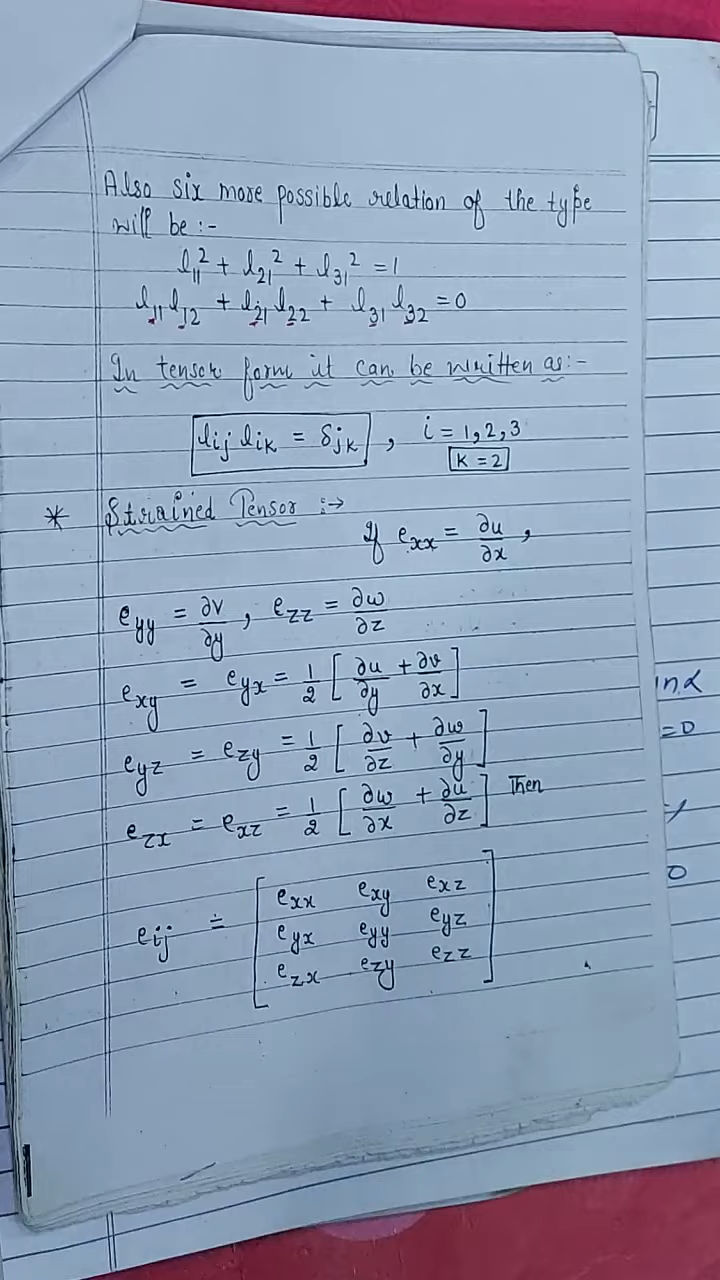 Also six more possible relation of the type
will be :-
l₁₁² + l₂₁² + l₃₁² = 1
l₁₁ l₁₂ + l₂₁ l₂₂ + l₃₁ l₃₂ = 0
In tensor form it can be written as:-
lij lik = δjk , i = 1, 2, 3
K = 2
* Strained Tensor :→
If exx = ∂u/∂x ,
eyy = ∂v/∂y , ezz = ∂w/∂z
exy = eyx = 1/2 [ ∂u/∂y + ∂v/∂x ]
eyz = ezy = 1/2 [ ∂v/∂z + ∂w/∂y ]
ezx = exz = 1/2 [ ∂w/∂x + ∂u/∂z ] Then
eij ≐ [ exx exy exz
eyx eyy eyz
ezx ezy ezz ]
=0
0